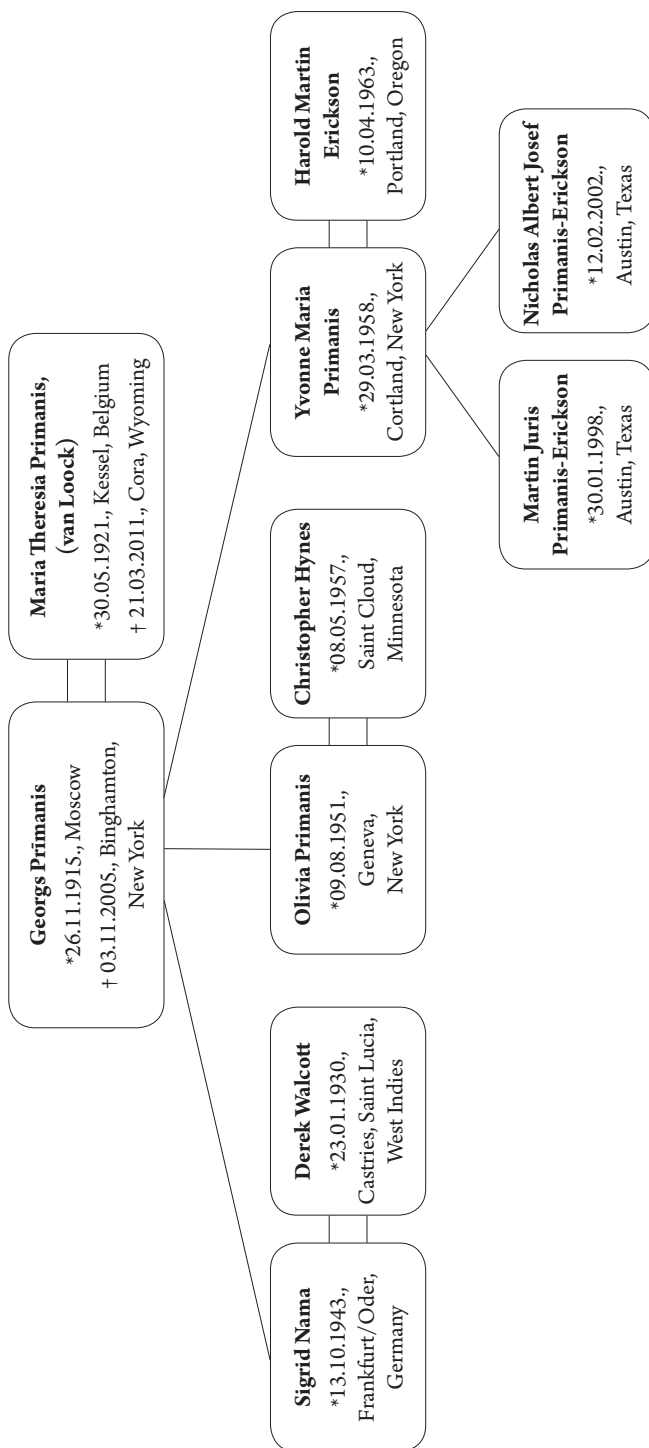 Georgs Primanis
*26.11.1915., Moscow
† 03.11.2005., Binghamton,
New York
Maria Theresia Primanis,
(van Loock)
*30.05.1921., Kessel, Belgium
† 21.03.2011., Cora, Wyoming
Sigrid Nama
*13.10.1943.,
Frankfurt/Oder,
Germany
Derek Walcott
*23.01.1930.,
Castries, Saint Lucia,
West Indies
Olivia Primanis
*09.08.1951.,
Geneva,
New York
Christopher Hynes
*08.05.1957.,
Saint Cloud,
Minnesota
Yvonne Maria
Primanis
*29.03.1958.,
Cortland, New York
Harold Martin
Erickson
*10.04.1963.,
Portland, Oregon
Martin Juris
Primanis-Erickson
*30.01.1998.,
Austin, Texas
Nicholas Albert Josef
Primanis-Erickson
*12.02.2002.,
Austin, Texas